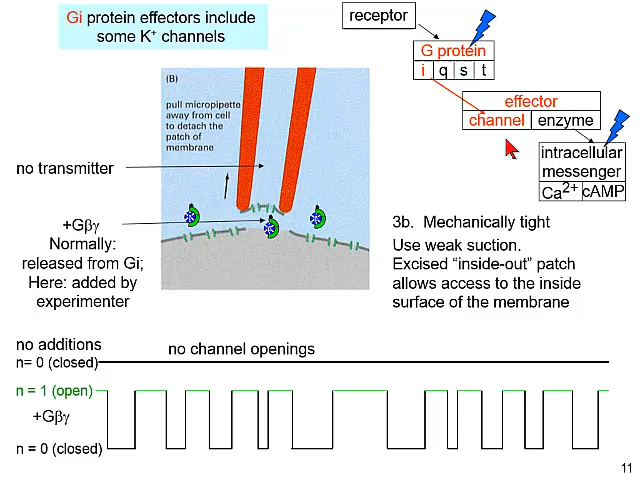 Gi protein effectors include
some K⁺ channels
receptor
G protein
i q s t
effector
channel enzyme
intracellular
messenger
Ca²⁺ cAMP
(B)
pull micropipette
away from cell
to detach the
patch of
membrane
no transmitter
+Gβγ
Normally:
released from Gi;
Here: added by
experimenter
3b. Mechanically tight
Use weak suction.
Excised “inside-out” patch
allows access to the inside
surface of the membrane
no additions
no channel openings
n= 0 (closed)
n = 1 (open)
+Gβγ
n = 0 (closed)
11